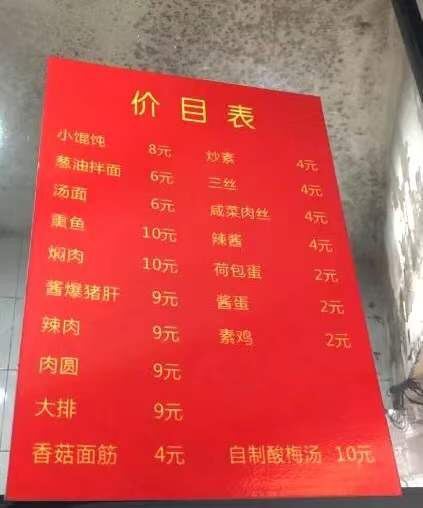 价目表
小馄饨 8元 炒素 4元
葱油拌面 6元 三丝 4元
汤面 6元 咸菜肉丝 4元
熏鱼 10元 辣酱 4元
焖肉 10元 荷包蛋 2元
酱爆猪肝 9元 酱蛋 2元
辣肉 9元 素鸡 2元
肉圆 9元
大排 9元
香菇面筋 4元 自制酸梅汤 10元